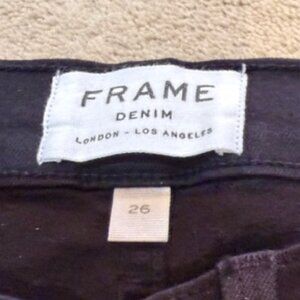 FRAME
DENIM
LONDON - LOS ANGELES
26